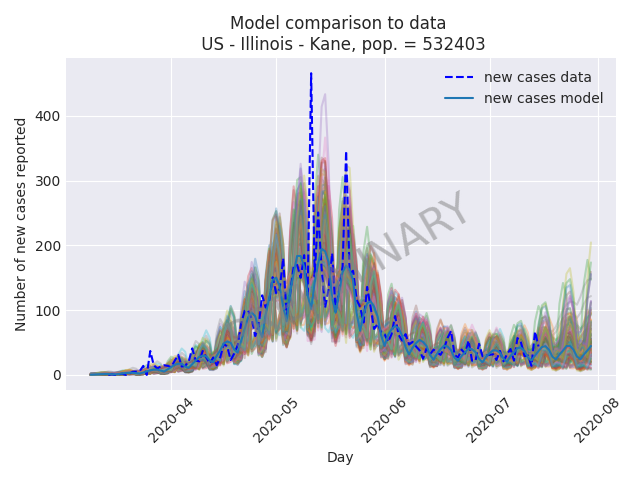 Model comparison to data
US - Illinois - Kane, pop. = 532403
new cases data
new cases model
Number of new cases reported
400
300
200
100
0
2020-04
2020-05
2020-06
2020-07
2020-08
Day